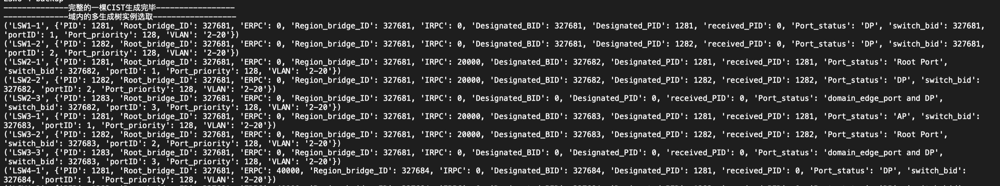 LSW6-4 backup
--------------完整的一棵CIST生成完毕-----------------
--------------域内的多生成树实例选取------------------
('LSW1-1', {'PID': 1281, 'Root_bridge_ID': 327681, 'ERPC': 0, 'Region_bridge_ID': 327681, 'IRPC': 0, 'Designated_BID': 327681, 'Designated_PID': 1281, 'received_PID': 0, 'Port_status': 'DP', 'switch_bid': 327681,
'portID': 1, 'Port_priority': 128, 'VLAN': '2-20'})
('LSW1-2', {'PID': 1282, 'Root_bridge_ID': 327681, 'ERPC': 0, 'Region_bridge_ID': 327681, 'IRPC': 0, 'Designated_BID': 327681, 'Designated_PID': 1282, 'received_PID': 0, 'Port_status': 'DP', 'switch_bid': 327681,
'portID': 2, 'Port_priority': 128, 'VLAN': '2-20'})
('LSW2-1', {'PID': 1281, 'Root_bridge_ID': 327681, 'ERPC': 0, 'Region_bridge_ID': 327681, 'IRPC': 20000, 'Designated_BID': 327682, 'Designated_PID': 1281, 'received_PID': 1281, 'Port_status': 'Root Port',
'switch_bid': 327682, 'portID': 1, 'Port_priority': 128, 'VLAN': '2-20'})
('LSW2-2', {'PID': 1282, 'Root_bridge_ID': 327681, 'ERPC': 0, 'Region_bridge_ID': 327681, 'IRPC': 20000, 'Designated_BID': 327682, 'Designated_PID': 1282, 'received_PID': 1282, 'Port_status': 'DP', 'switch_bid':
327682, 'portID': 2, 'Port_priority': 128, 'VLAN': '2-20'})
('LSW2-3', {'PID': 1283, 'Root_bridge_ID': 327681, 'ERPC': 0, 'Region_bridge_ID': 327681, 'IRPC': 0, 'Designated_BID': 0, 'Designated_PID': 0, 'received_PID': 0, 'Port_status': 'domain_edge_port and DP',
'switch_bid': 327682, 'portID': 3, 'Port_priority': 128, 'VLAN': '2-20'})
('LSW3-1', {'PID': 1281, 'Root_bridge_ID': 327681, 'ERPC': 0, 'Region_bridge_ID': 327681, 'IRPC': 20000, 'Designated_BID': 327683, 'Designated_PID': 1281, 'received_PID': 1281, 'Port_status': 'AP', 'switch_bid':
327683, 'portID': 1, 'Port_priority': 128, 'VLAN': '2-20'})
('LSW3-2', {'PID': 1282, 'Root_bridge_ID': 327681, 'ERPC': 0, 'Region_bridge_ID': 327681, 'IRPC': 20000, 'Designated_BID': 327683, 'Designated_PID': 1282, 'received_PID': 1282, 'Port_status': 'Root Port',
'switch_bid': 327683, 'portID': 2, 'Port_priority': 128, 'VLAN': '2-20'})
('LSW3-3', {'PID': 1283, 'Root_bridge_ID': 327681, 'ERPC': 0, 'Region_bridge_ID': 327681, 'IRPC': 0, 'Designated_BID': 0, 'Designated_PID': 0, 'received_PID': 0, 'Port_status': 'domain_edge_port and DP',
'switch_bid': 327683, 'portID': 3, 'Port_priority': 128, 'VLAN': '2-20'})
('LSW4-1', {'PID': 1281, 'Root_bridge_ID': 327681, 'ERPC': 40000, 'Region_bridge_ID': 327684, 'IRPC': 0, 'Designated_BID': 327684, 'Designated_PID': 1281, 'received_PID': 0, 'Port_status': 'DP', 'switch_bid':
327684, 'portID': 1, 'Port_priority': 128, 'VLAN': '2-20'})